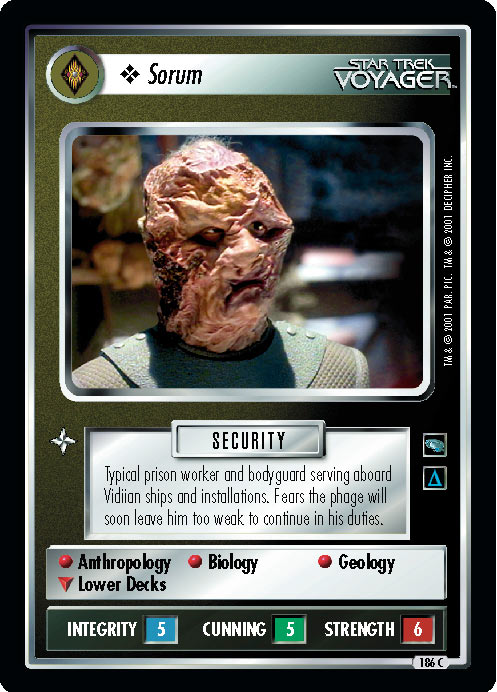 ❖ Sorum
STAR TREK
VOYAGER
TM & © 2001 PAR. PIC. TM & © 2001 DECIPHER INC.
SECURITY
Typical prison worker and bodyguard serving aboard
Vidiian ships and installations. Fears the phage will
soon leave him too weak to continue in his duties.
Δ
Anthropology Biology Geology
Lower Decks
INTEGRITY 5 CUNNING 5 STRENGTH 6
186 C